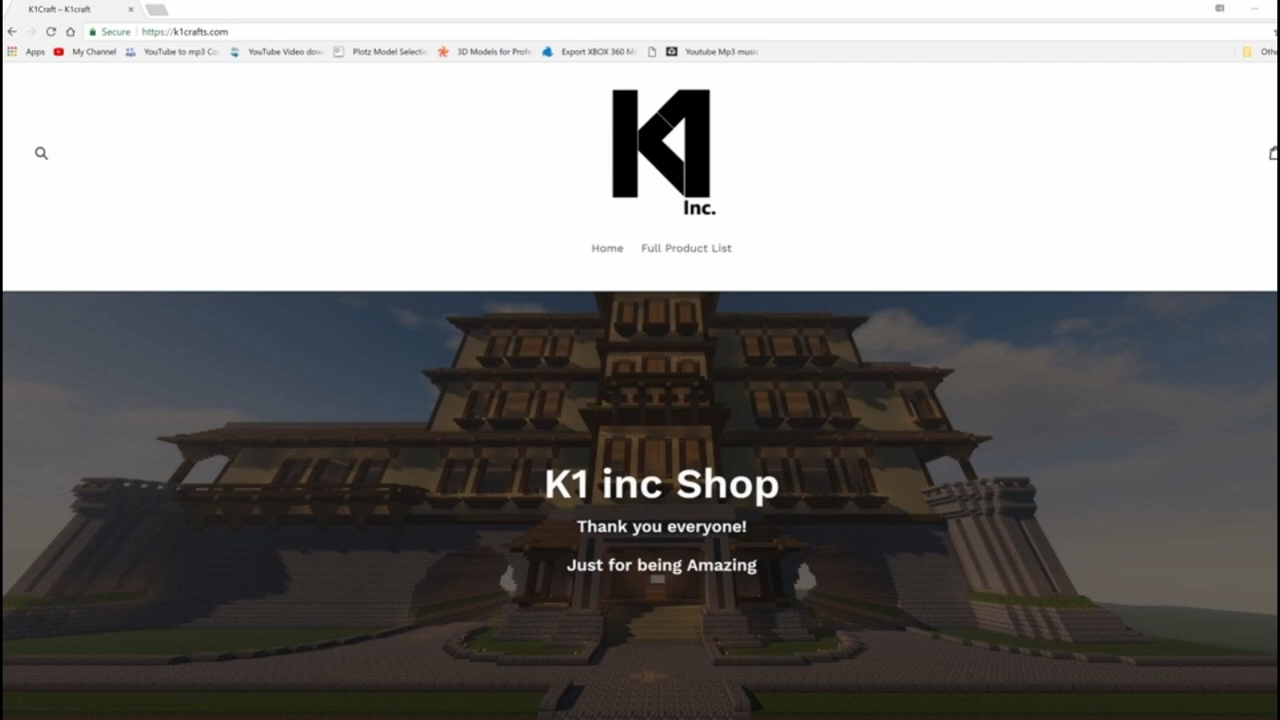 K1Craft – K1craft
Secure https://k1crafts.com
Apps My Channel YouTube to mp3 Co YouTube Video dow Plotz Model Selectio 3D Models for Profe Export XBOX 360 M Youtube Mp3 music Othe
K1
Inc.
Home Full Product List
K1 inc Shop
Thank you everyone!
Just for being Amazing